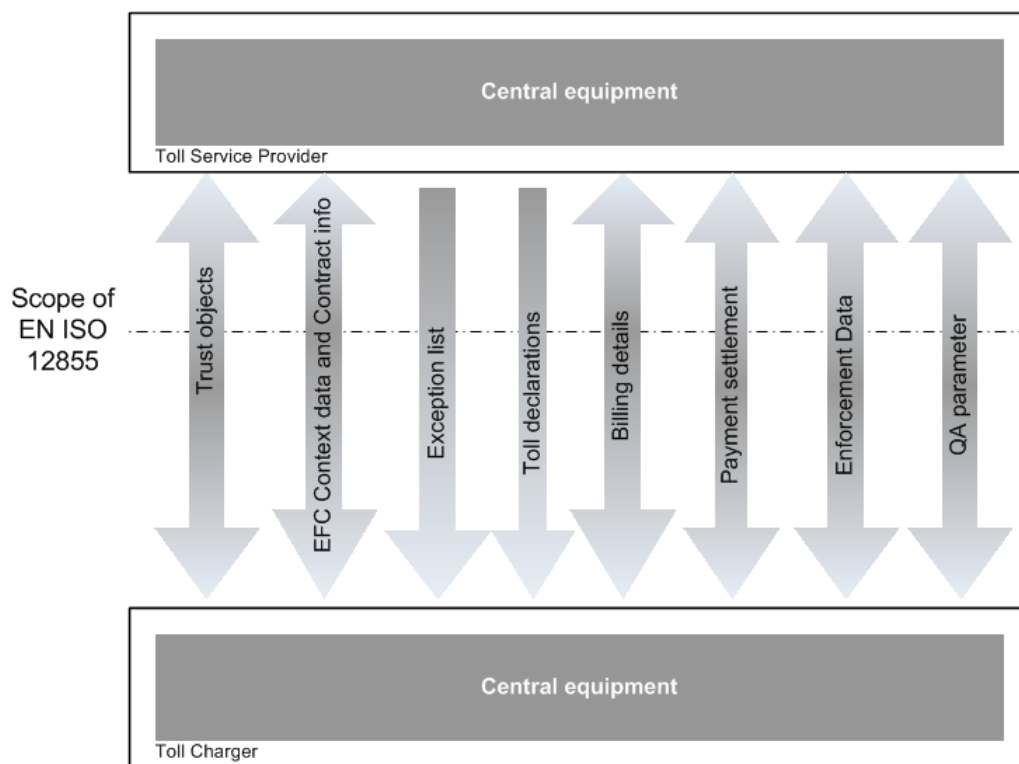 Central equipment
Toll Service Provider
Scope of
EN ISO
12855
Trust objects
EFC Context data and Contract info
Exception list
Toll declarations
Billing details
Payment settlement
Enforcement Data
QA parameter
Central equipment
Toll Charger